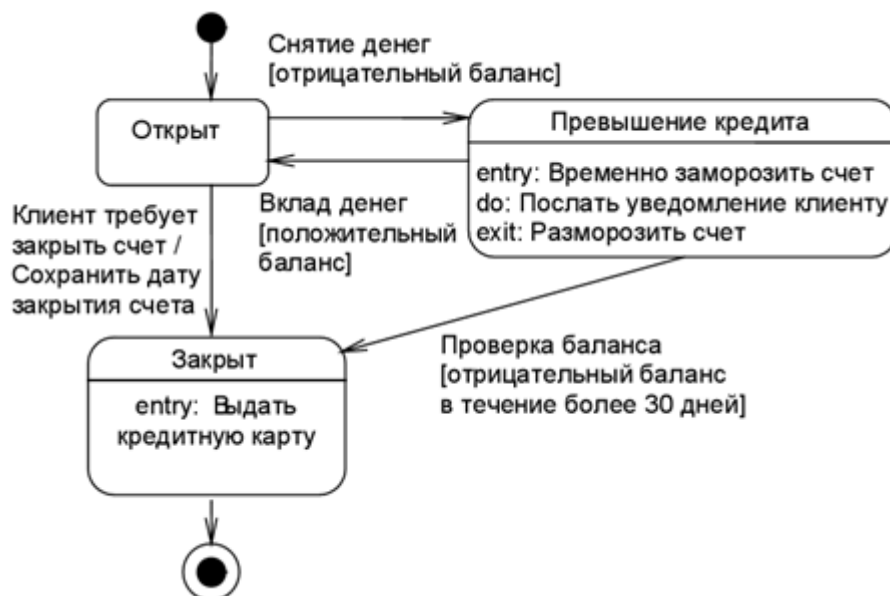 Снятие денег
[отрицательный баланс]
Открыт
Превышение кредита
entry: Временно заморозить счет
do: Послать уведомление клиенту
exit: Разморозить счет
Клиент требует
закрыть счет /
Сохранить дату
закрытия счета
Вклад денег
[положительный
баланс]
Закрыт
entry: Выдать
кредитную карту
Проверка баланса
[отрицательный баланс
в течение более 30 дней]